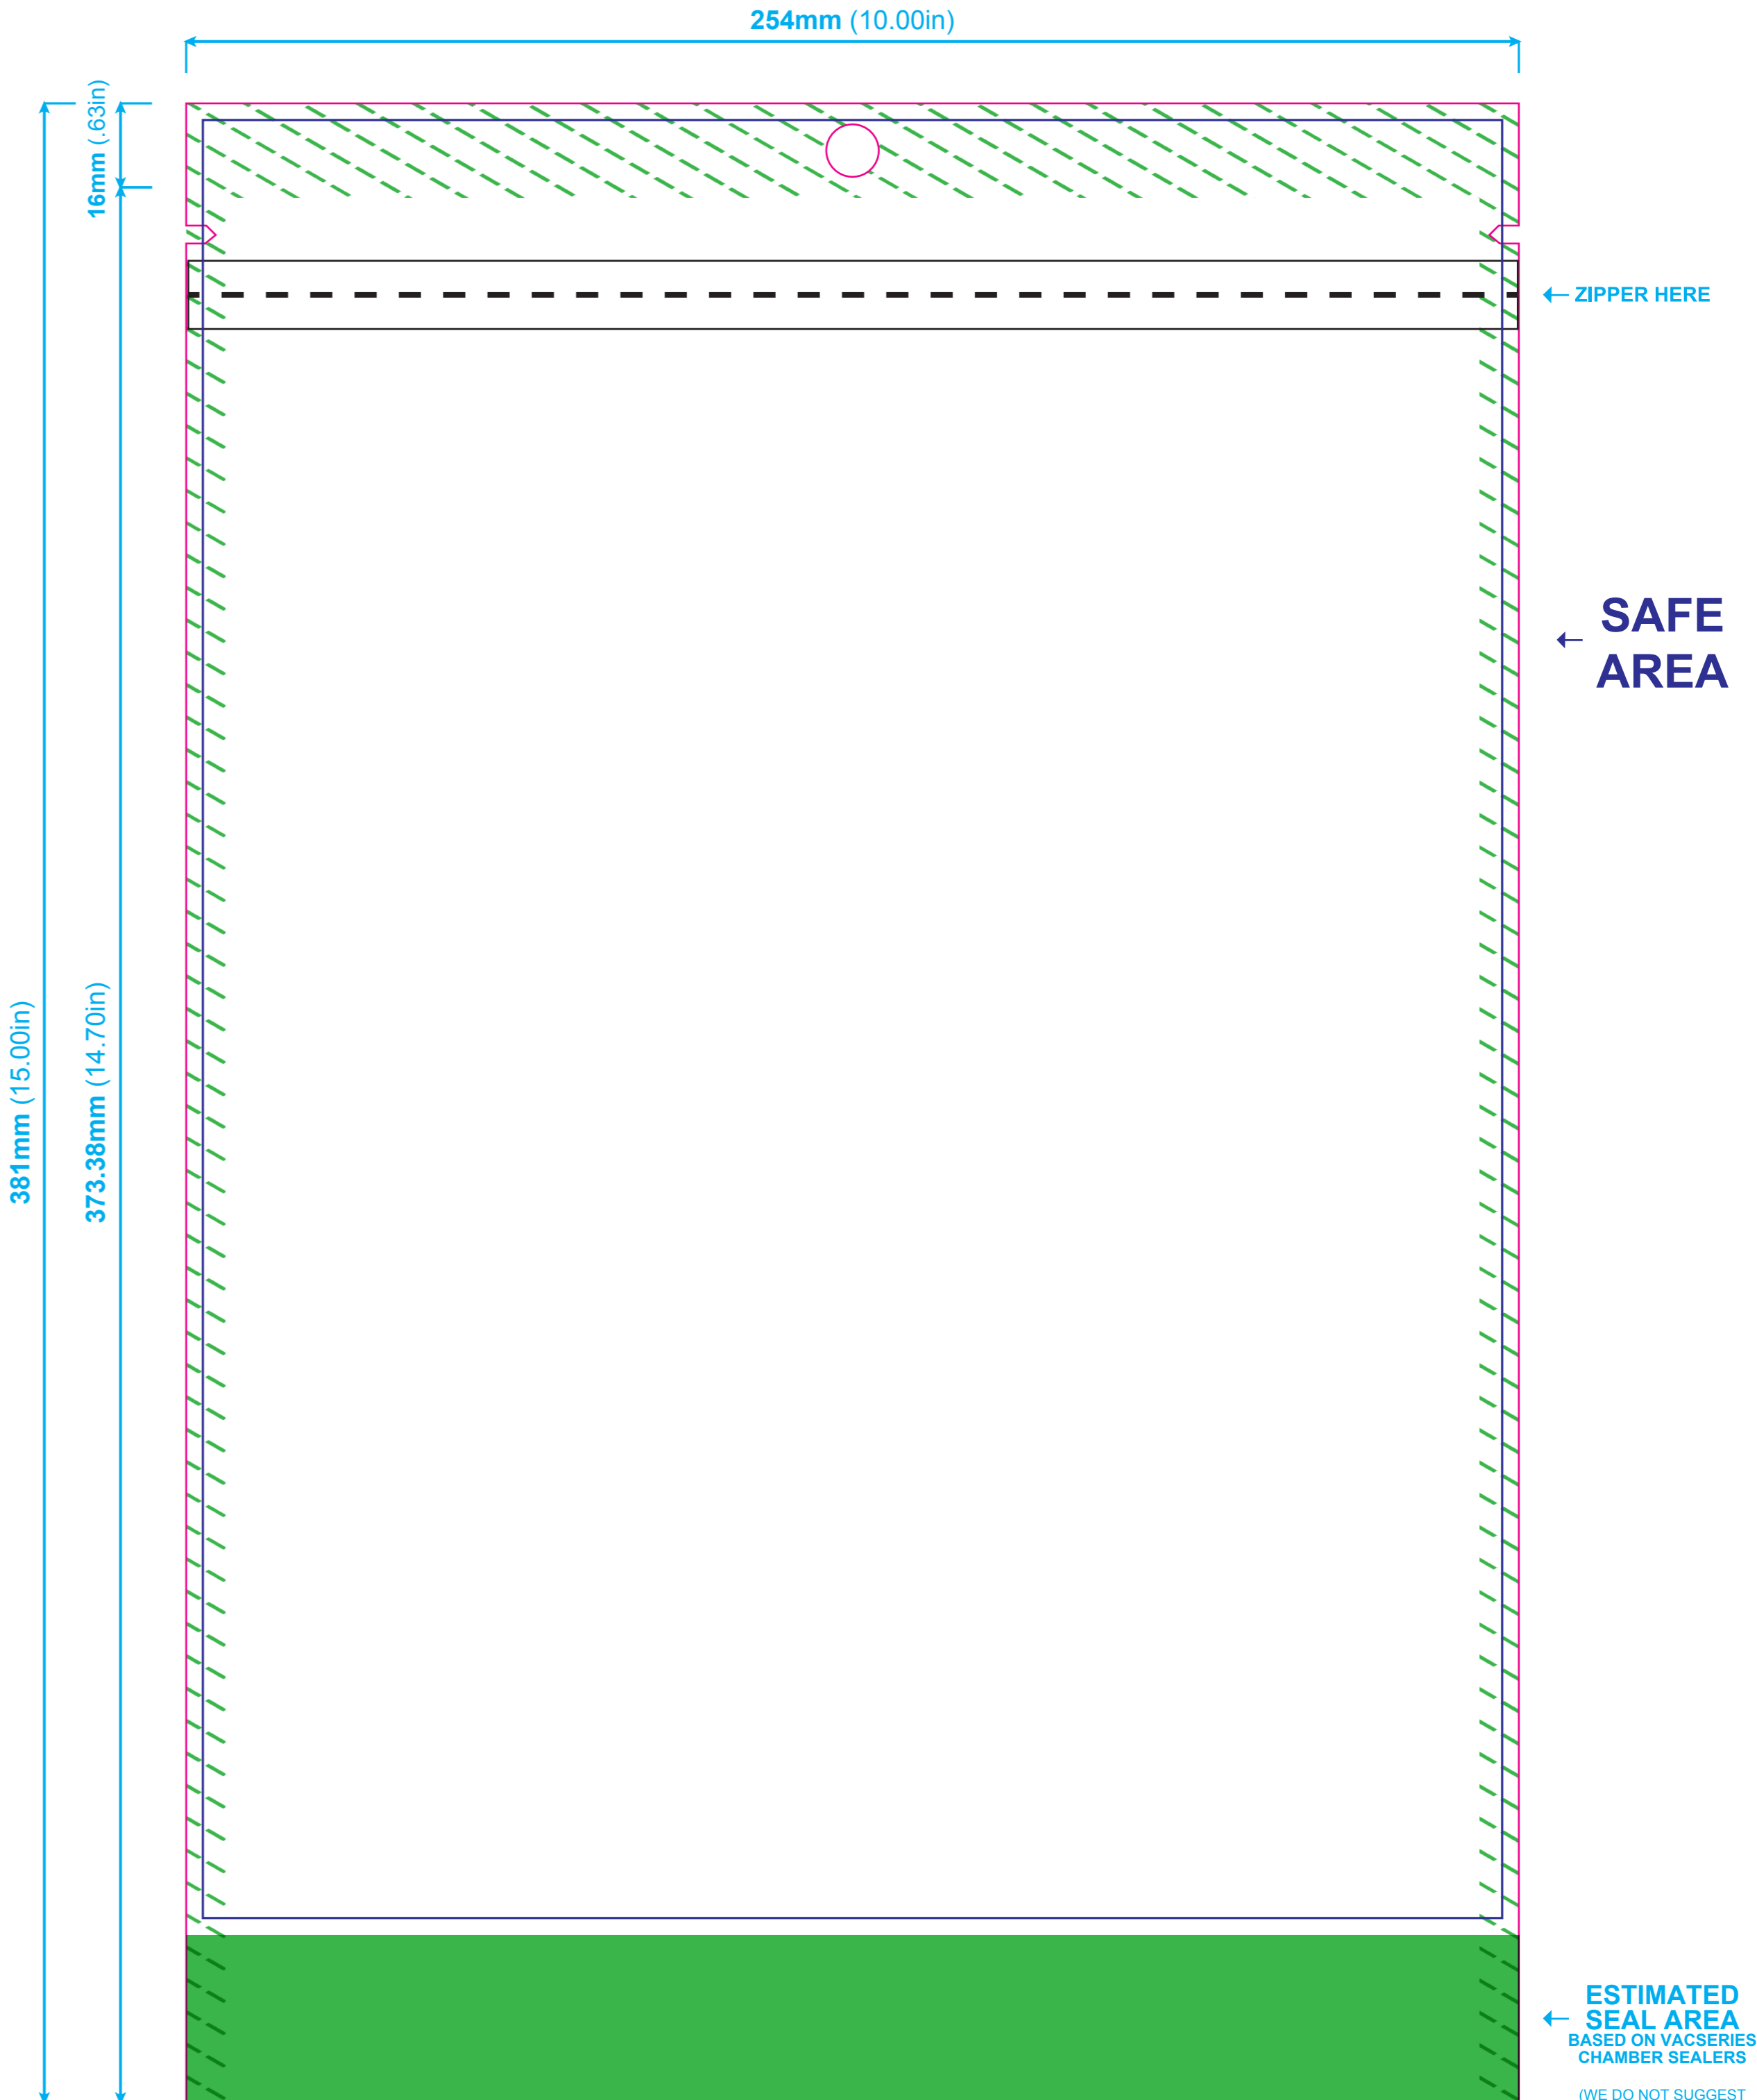 254mm (10.00in)
16mm (.63in)
ZIPPER HERE
SAFE
AREA
381mm (15.00in)
373.38mm (14.70in)
ESTIMATED
SEAL AREA
BASED ON VACSERIES
CHAMBER SEALERS
(WE DO NOT SUGGEST